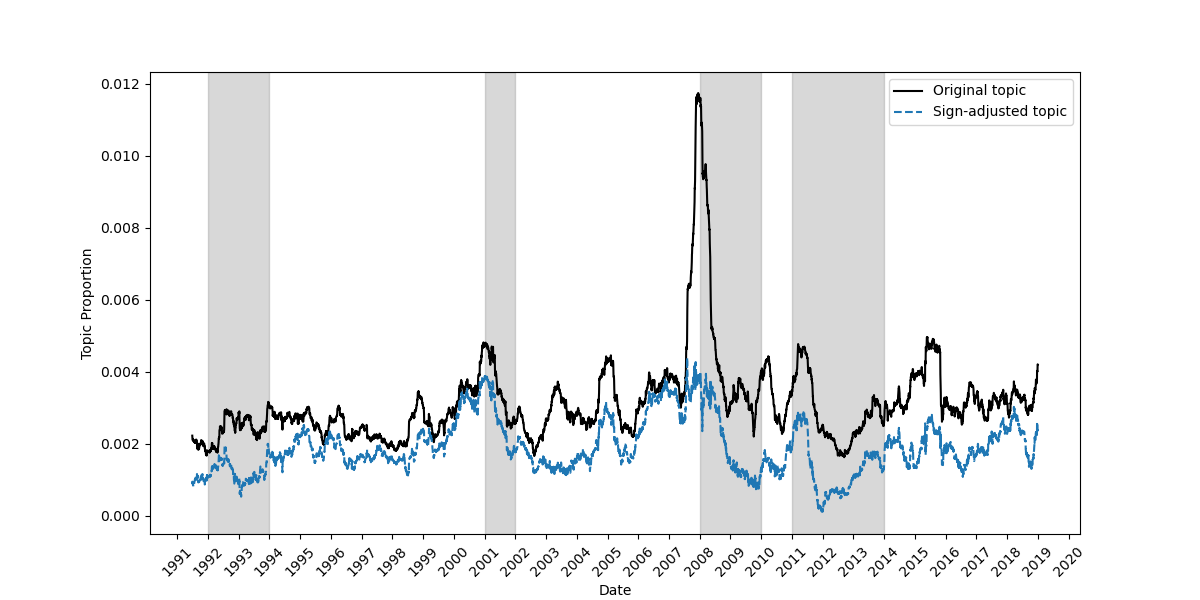 Original topic
Sign-adjusted topic
0.012
0.010
0.008
0.006
0.004
0.002
0.000
Topic Proportion
1991 1992 1993 1994 1995 1996 1997 1998 1999 2000 2001 2002 2003 2004 2005 2006 2007 2008 2009 2010 2011 2012 2013 2014 2015 2016 2017 2018 2019 2020
Date